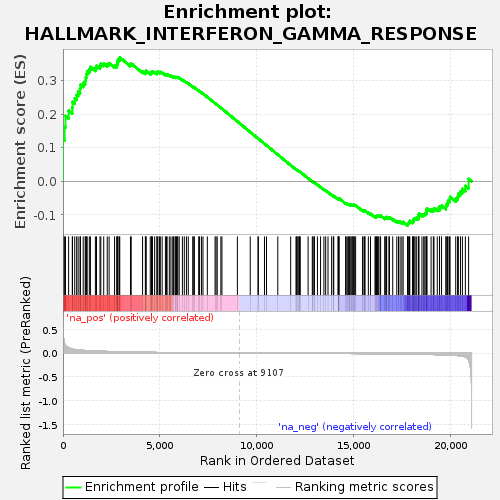 Enrichment plot:
HALLMARK_INTERFERON_GAMMA_RESPONSE
Enrichment score (ES)
0.3
0.2
0.1
0.0
-0.1
'na_pos' (positively correlated)
Ranked list metric (PreRanked)
0.5
0.0
-0.5
-1.0
-1.5
Zero cross at 9107
'na_neg' (negatively correlated)
0
5,000
10,000
15,000
20,000
Rank in Ordered Dataset
Enrichment profile
Hits
Ranking metric scores